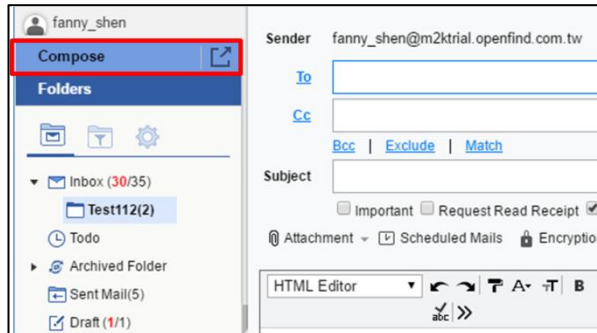 fanny_shen
Compose
Folders
Inbox (30/35)
Test112(2)
Todo
Archived Folder
Sent Mail(5)
Draft (1/1)
Sender fanny_shen@m2ktrial.openfind.com.tw
To
Cc
Bcc | Exclude | Match
Subject
Important Request Read Receipt
Attachment Scheduled Mails Encryptio
HTML Editor A T B
abc